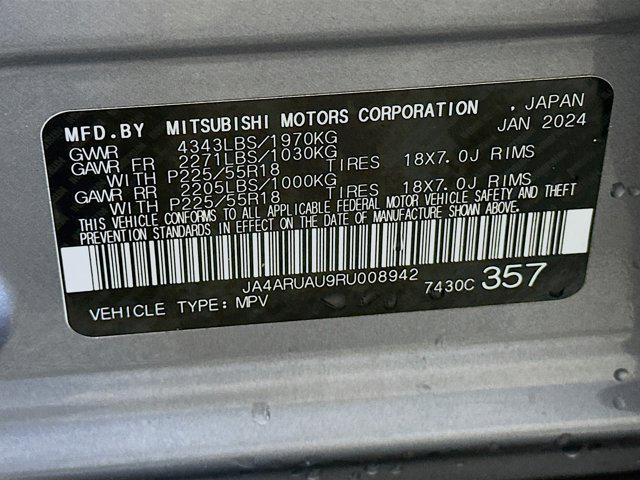 MFD.BY MITSUBISHI MOTORS CORPORATION , JAPAN
GVWR 4343LBS/1970KG JAN 2024
GAWR FR 2271LBS/1030KG
WITH P225/55R18 TIRES 18X7.0J RIMS
GAWR RR 2205LBS/1000KG
WITH P225/55R18 TIRES 18X7.0J RIMS
THIS VEHICLE CONFORMS TO ALL APPLICABLE FEDERAL MOTOR VEHICLE SAFETY AND THEFT
PREVENTION STANDARDS IN EFFECT ON THE DATE OF MANUFACTURE SHOWN ABOVE.
JA4ARUAU9RU008942 7430C 357
VEHICLE TYPE: MPV